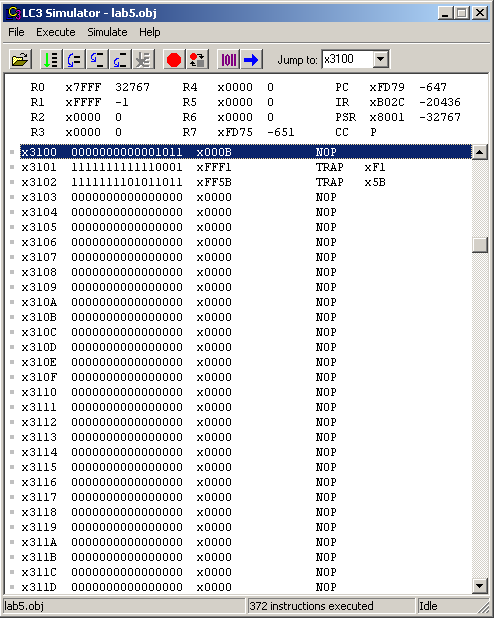 LC3 Simulator - lab5.obj
File Execute Simulate Help
Jump to: x3100
R0 x7FFF 32767 R4 x0000 0 PC xFD79 -647
R1 xFFFF -1 R5 x0000 0 IR xB02C -20436
R2 x0000 0 R6 x0000 0 PSR x8001 -32767
R3 x0000 0 R7 xFD75 -651 CC P
x3100 0000000000001011 x000B NOP
x3101 1111111111110001 xFFF1 TRAP xF1
x3102 1111111101011011 xFF5B TRAP x5B
x3103 0000000000000000 x0000 NOP
x3104 0000000000000000 x0000 NOP
x3105 0000000000000000 x0000 NOP
x3106 0000000000000000 x0000 NOP
x3107 0000000000000000 x0000 NOP
x3108 0000000000000000 x0000 NOP
x3109 0000000000000000 x0000 NOP
x310A 0000000000000000 x0000 NOP
x310B 0000000000000000 x0000 NOP
x310C 0000000000000000 x0000 NOP
x310D 0000000000000000 x0000 NOP
x310E 0000000000000000 x0000 NOP
x310F 0000000000000000 x0000 NOP
x3110 0000000000000000 x0000 NOP
x3111 0000000000000000 x0000 NOP
x3112 0000000000000000 x0000 NOP
x3113 0000000000000000 x0000 NOP
x3114 0000000000000000 x0000 NOP
x3115 0000000000000000 x0000 NOP
x3116 0000000000000000 x0000 NOP
x3117 0000000000000000 x0000 NOP
x3118 0000000000000000 x0000 NOP
x3119 0000000000000000 x0000 NOP
x311A 0000000000000000 x0000 NOP
x311B 0000000000000000 x0000 NOP
x311C 0000000000000000 x0000 NOP
x311D 0000000000000000 x0000 NOP
lab5.obj 372 instructions executed Idle